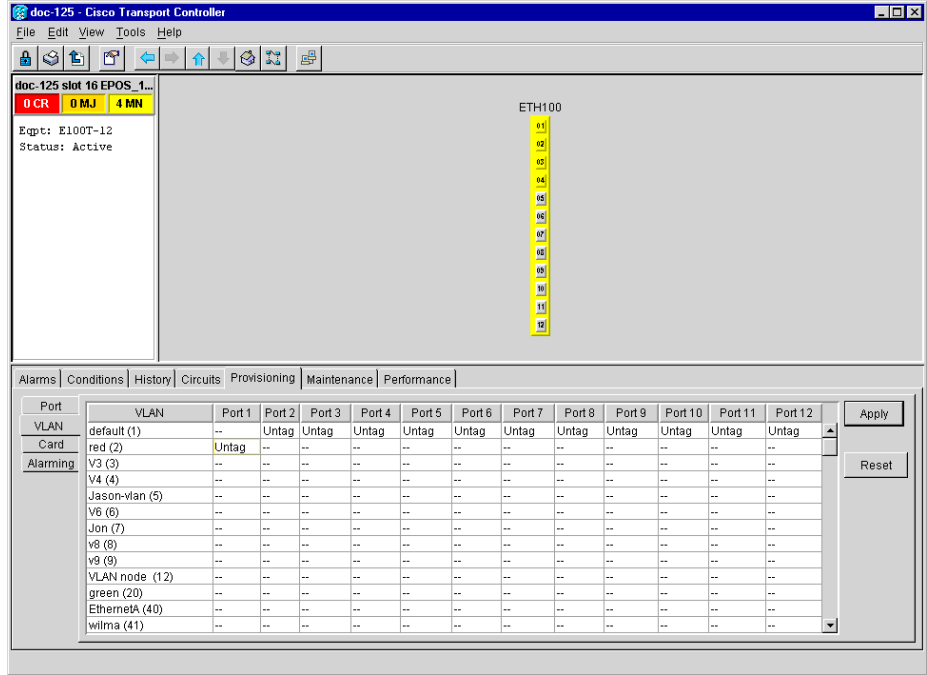 doc-125 - Cisco Transport Controller
File Edit View Tools Help
doc-125 slot 16 EPOS_1...
0 CR 0 MJ 4 MN
Eqpt: E100T-12
Status: Active
ETH100
01
02
03
04
05
06
07
08
09
10
11
12
Alarms Conditions History Circuits Provisioning Maintenance Performance
Port
VLAN
Card
Alarming
VLAN Port 1 Port 2 Port 3 Port 4 Port 5 Port 6 Port 7 Port 8 Port 9 Port 10 Port 11 Port 12
default (1) -- Untag Untag Untag Untag Untag Untag Untag Untag Untag Untag Untag
red (2) Untag -- -- -- -- -- -- -- -- -- -- --
V3 (3) -- -- -- -- -- -- -- -- -- -- -- --
V4 (4) -- -- -- -- -- -- -- -- -- -- -- --
Jason-vlan (5) -- -- -- -- -- -- -- -- -- -- -- --
V6 (6) -- -- -- -- -- -- -- -- -- -- -- --
Jon (7) -- -- -- -- -- -- -- -- -- -- -- --
v8 (8) -- -- -- -- -- -- -- -- -- -- -- --
v9 (9) -- -- -- -- -- -- -- -- -- -- -- --
VLAN node (12) -- -- -- -- -- -- -- -- -- -- -- --
green (20) -- -- -- -- -- -- -- -- -- -- -- --
EthernetA (40) -- -- -- -- -- -- -- -- -- -- -- --
wilma (41) -- -- -- -- -- -- -- -- -- -- -- --
Apply
Reset